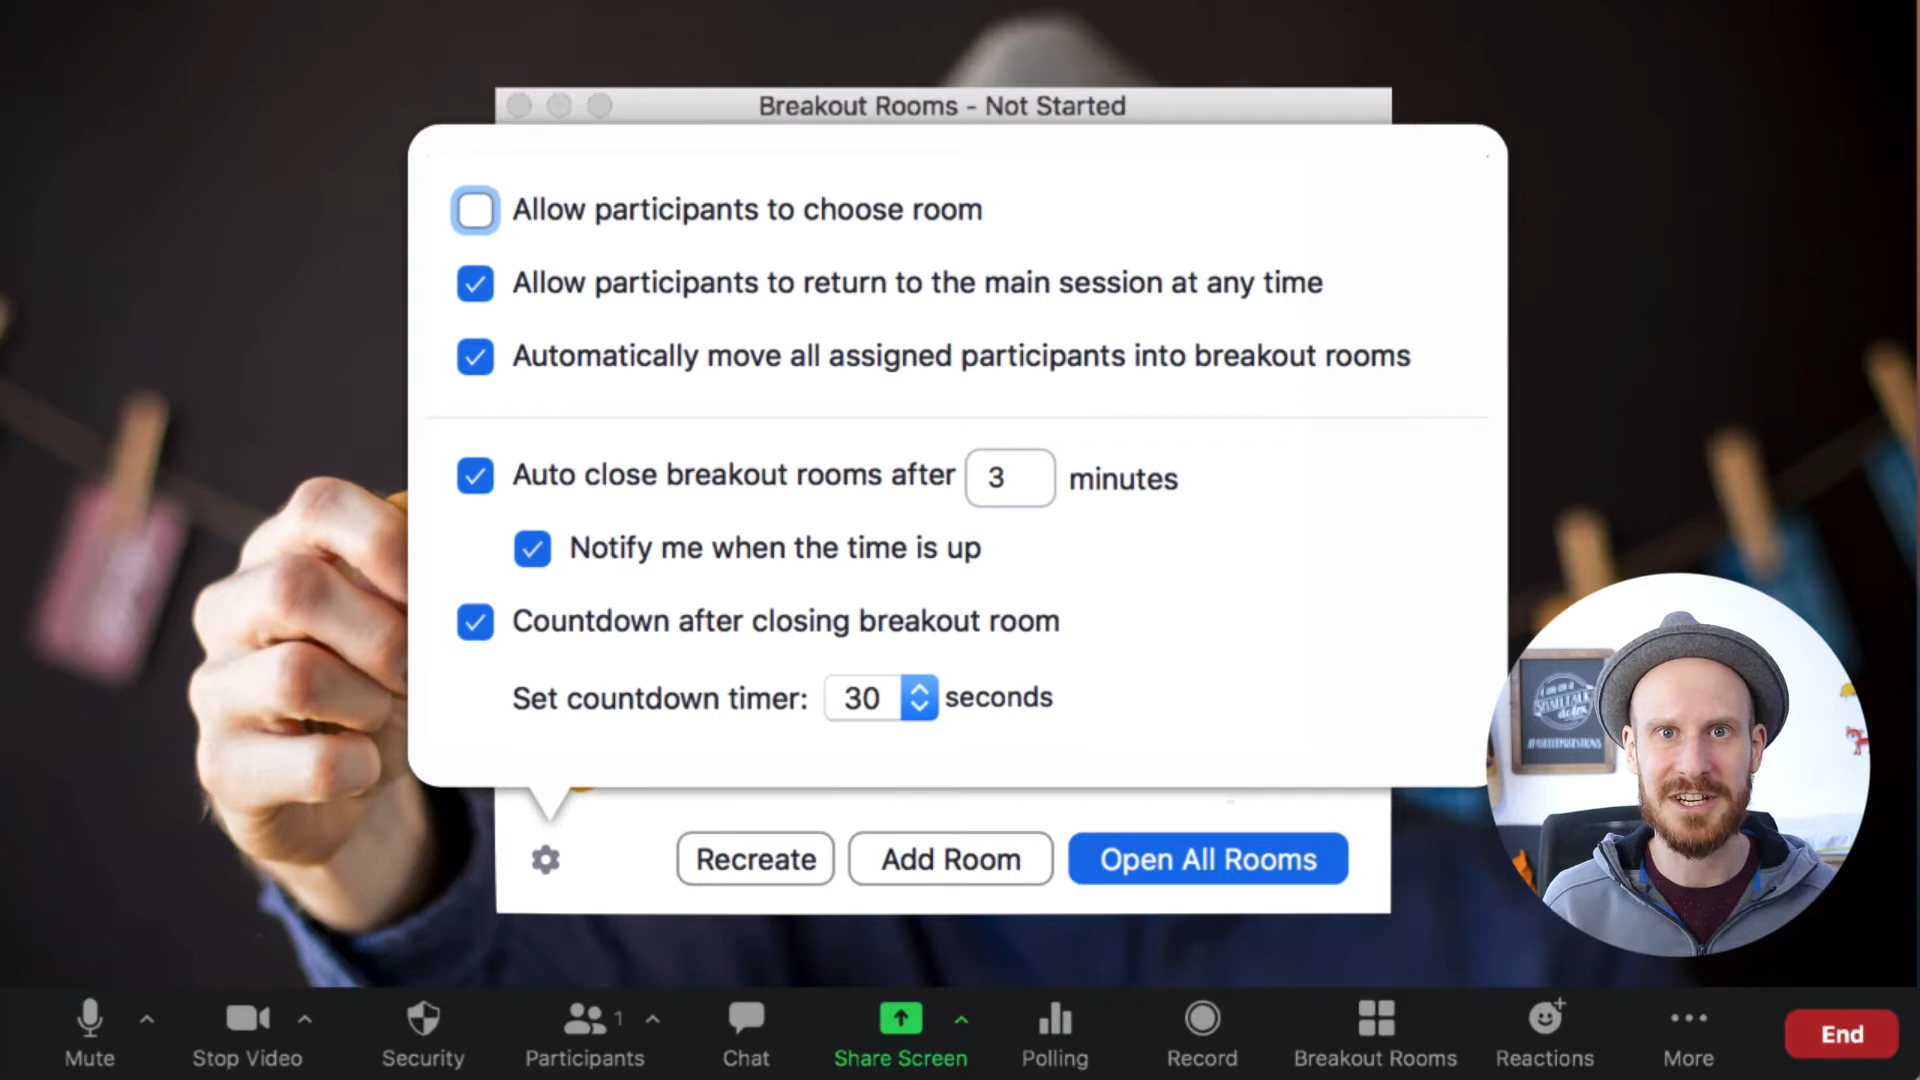 Breakout Rooms - Not Started
Allow participants to choose room
Allow participants to return to the main session at any time
Automatically move all assigned participants into breakout rooms
Auto close breakout rooms after 3 minutes
Notify me when the time is up
Countdown after closing breakout room
Set countdown timer: 30 seconds
Recreate Add Room Open All Rooms
1
Mute Stop Video Security Participants Chat Share Screen Polling Record Breakout Rooms Reactions More End